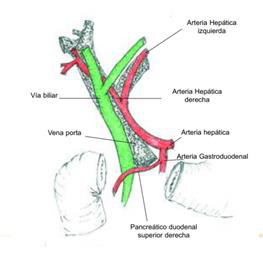 Arteria Hepática
izquierda
Vía biliar
Arteria Hepática
derecha
Vena porta
Arteria hepática
Arteria Gastroduodenal
Pancreático duodenal
superior derecha